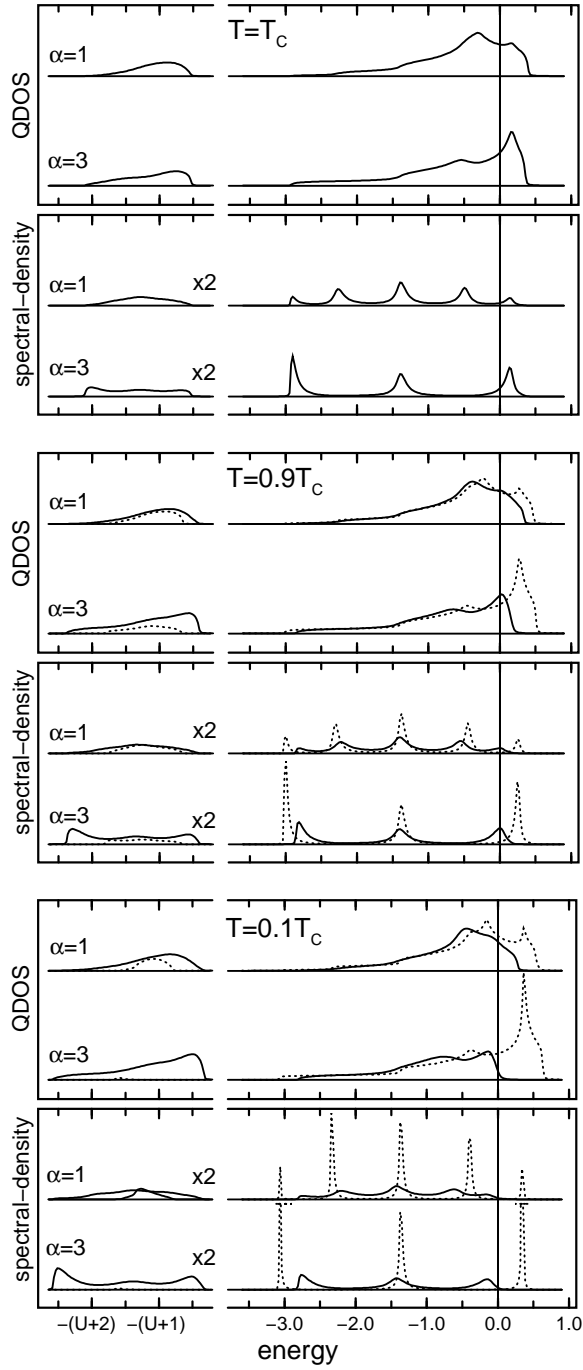 T=T_C
α=1
QDOS
α=3
α=1
x2
spectral−density
α=3
x2
T=0.9T_C
α=1
QDOS
α=3
α=1
x2
spectral−density
α=3
x2
T=0.1T_C
α=1
QDOS
α=3
α=1
x2
spectral−density
α=3
x2
−(U+2) −(U+1) −3.0 −2.0 −1.0 0.0 1.0
energy